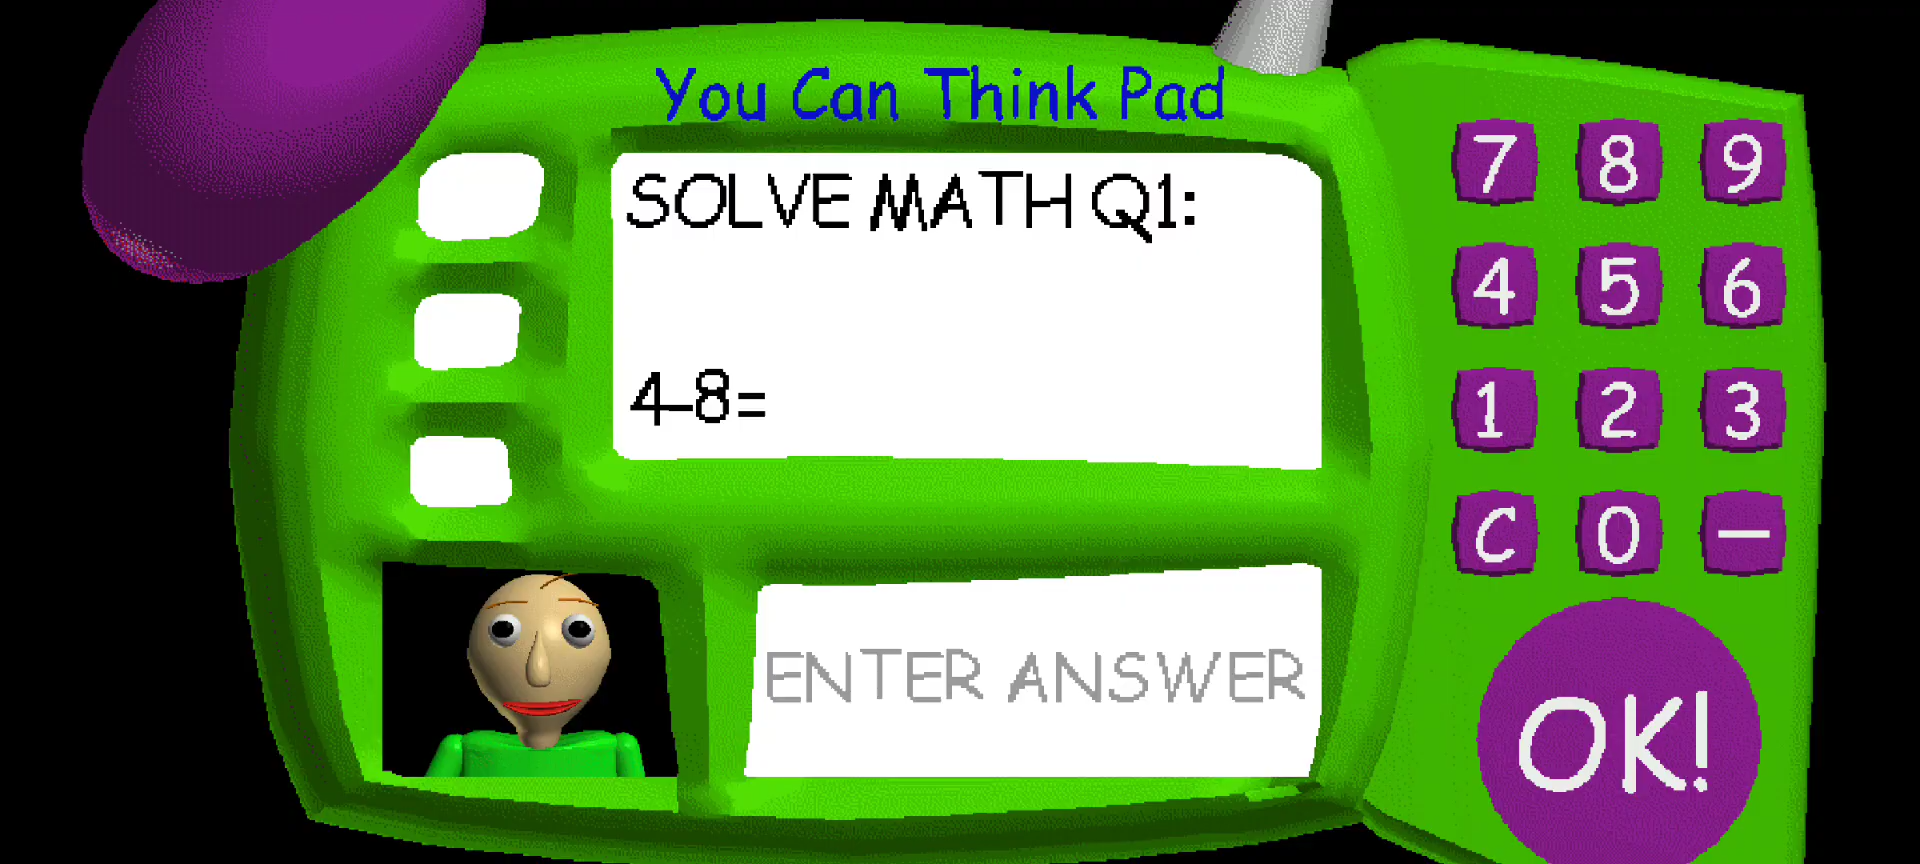 You Can Think Pad
SOLVE MATH Q1:
4-8=
ENTER ANSWER
7 8 9
4 5 6
1 2 3
C 0 -
OK!